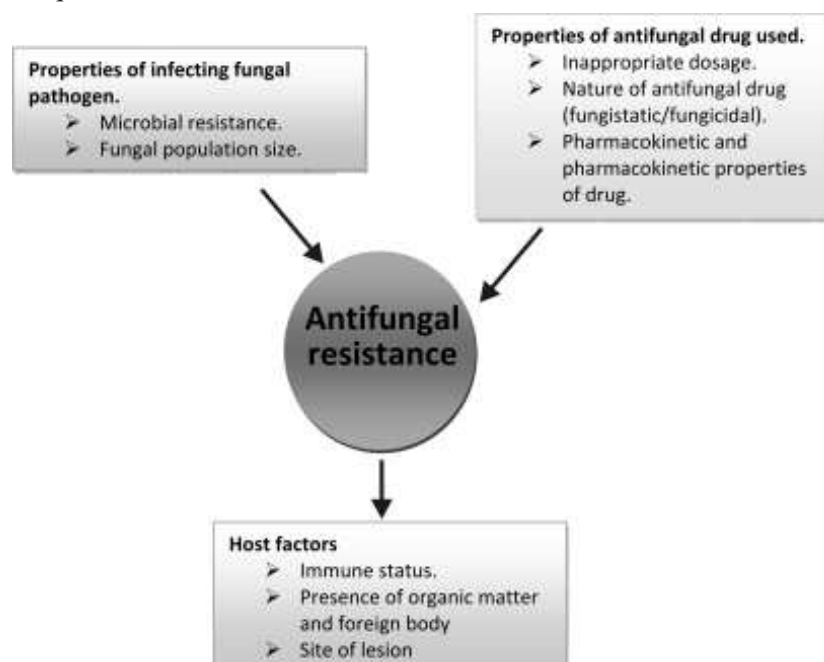 Properties of infecting fungal
pathogen.
➢ Microbial resistance.
➢ Fungal population size.
Properties of antifungal drug used.
➢ Inappropriate dosage.
➢ Nature of antifungal drug
(fungistatic/fungicidal).
➢ Pharmacokinetic and
pharmacokinetic properties
of drug.
Antifungal
resistance
Host factors
➢ Immune status.
➢ Presence of organic matter
and foreign body
➢ Site of lesion